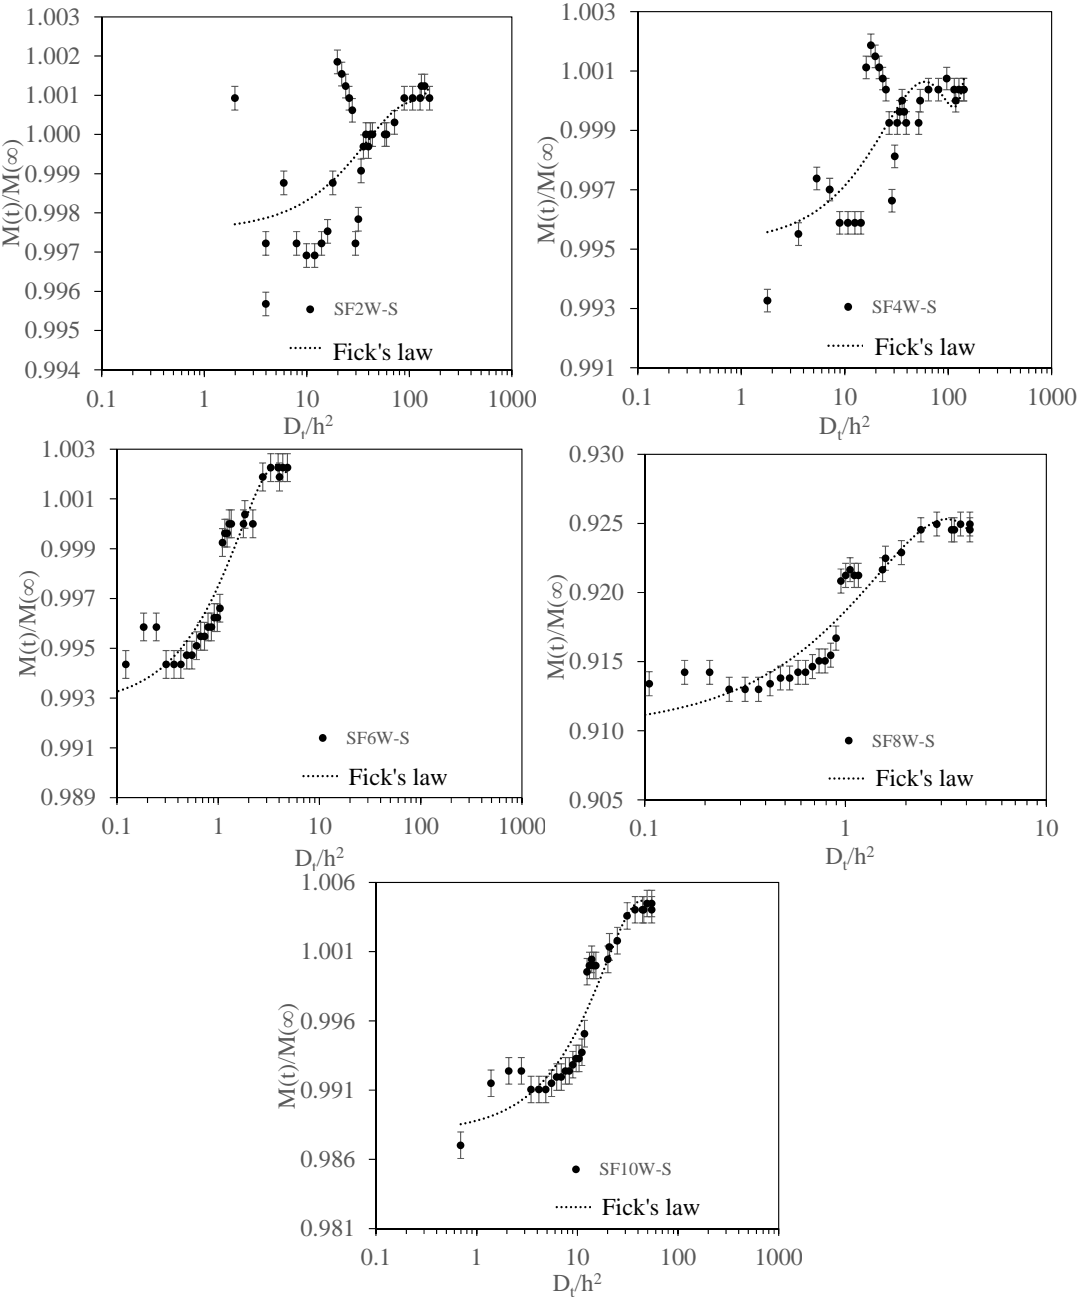 1.003
1.002
1.001
1.000
0.999
0.998
0.997
0.996
0.995
0.994
M(t)/M(∞)
SF2W-S
Fick's law
0.1 1 10 100 1000
D_t/h²
1.003
1.001
0.999
0.997
0.995
0.993
0.991
M(t)/M(∞)
SF4W-S
Fick's law
0.1 1 10 100 1000
D_t/h²
1.003
1.001
0.999
0.997
0.995
0.993
0.991
0.989
M(t)/M(∞)
SF6W-S
Fick's law
0.1 1 10 100 1000
D_t/h²
0.930
0.925
0.920
0.915
0.910
0.905
M(t)/M(∞)
SF8W-S
Fick's law
0.1 1 10
D_t/h²
1.006
1.001
0.996
0.991
0.986
0.981
M(t)/M(∞)
SF10W-S
Fick's law
0.1 1 10 100 1000
D_t/h²